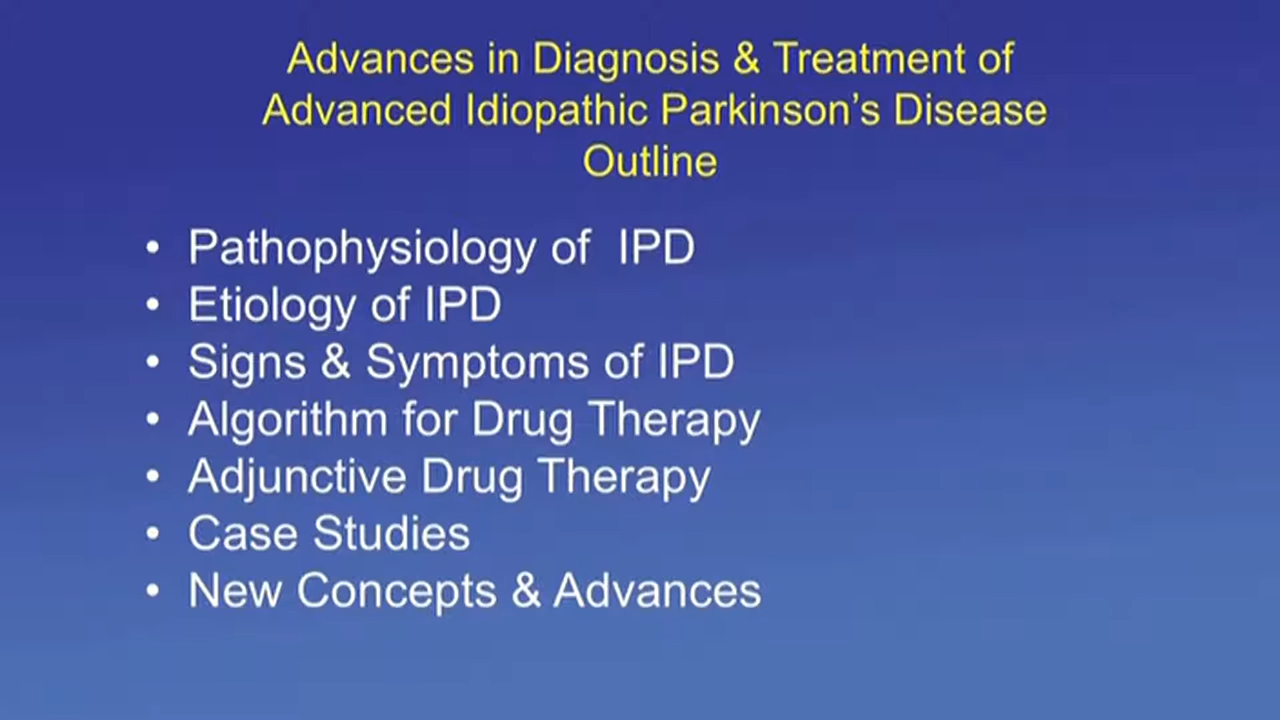 Advances in Diagnosis & Treatment of
Advanced Idiopathic Parkinson's Disease
Outline
• Pathophysiology of  IPD
• Etiology of IPD
• Signs & Symptoms of IPD
• Algorithm for Drug Therapy
• Adjunctive Drug Therapy
• Case Studies
• New Concepts & Advances